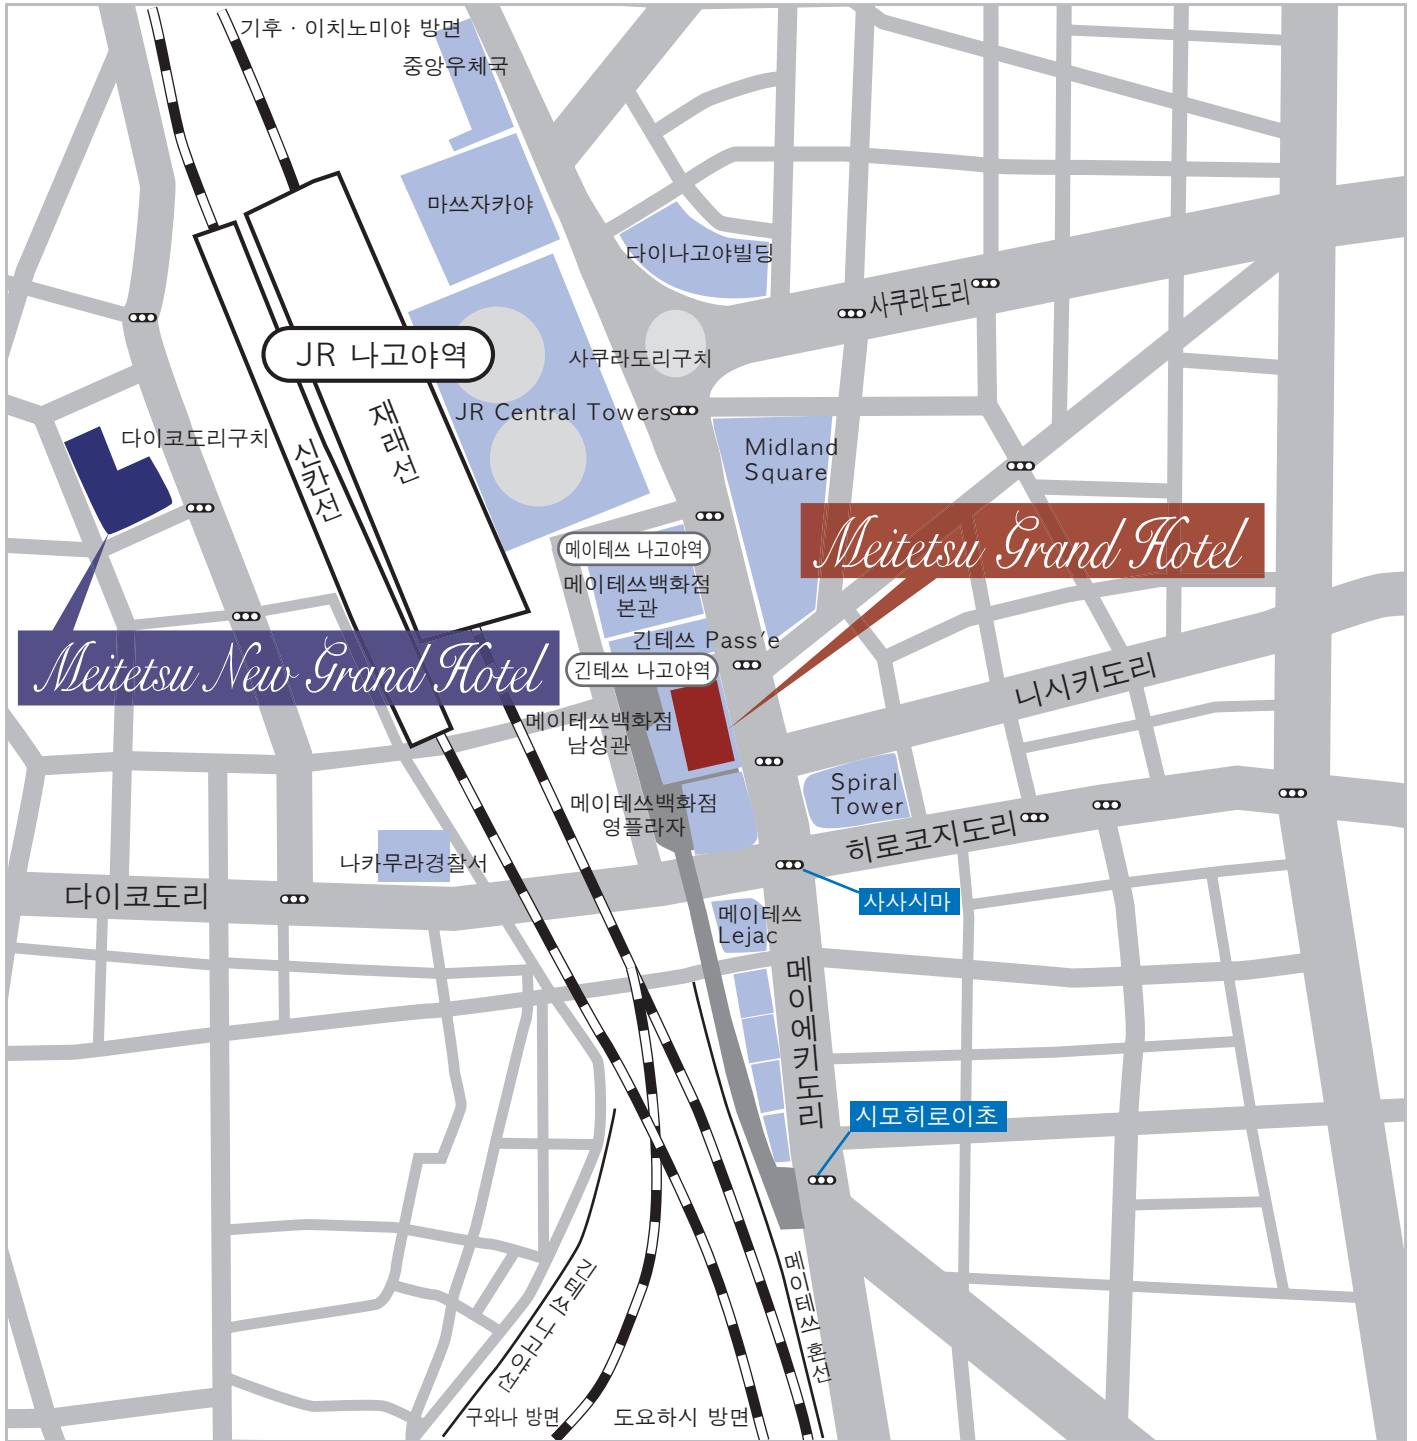 기후 · 이치노미야 방면
중앙우체국
마쓰자카야
다이나고야빌딩
사쿠라도리
JR 나고야역
사쿠라도리구치
JR Central Towers
재래선
신칸선
다이코도리구치
Midland
Square
Meitetsu Grand Hotel
메이테쓰 나고야역
메이테쓰백화점
본관
긴테쓰 Pass'e
긴테쓰 나고야역
Meitetsu New Grand Hotel
니시키도리
메이테쓰백화점
남성관
Spiral
Tower
메이테쓰백화점
영플라자
히로코지도리
나카무라경찰서
다이코도리
사사시마
메이테쓰
Lejac
메이에키도리
시모히로이초
긴테쓰 나고야선
메이테쓰 혼선
구와나 방면
도요하시 방면